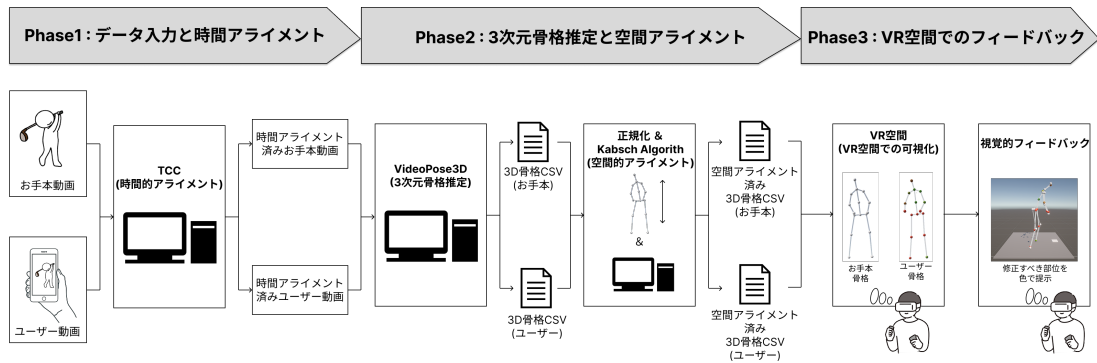 Phase1 : データ入力と時間アライメント
Phase2 : 3次元骨格推定と空間アライメント
Phase3 : VR空間でのフィードバック
お手本動画
ユーザー動画
TCC
(時間的アライメント)
時間アライメント
済みお手本動画
時間アライメント
済みユーザー動画
VideoPose3D
(3次元骨格推定)
3D骨格CSV
(お手本)
3D骨格CSV
(ユーザー)
正規化 &
Kabsch Algorith
(空間的アライメント)
&
空間アライメント
済み
3D骨格CSV
(お手本)
空間アライメント
済み
3D骨格CSV
(ユーザー)
VR空間
(VR空間での可視化)
お手本
骨格
ユーザー
骨格
視覚的フィードバック
修正すべき部位を
色で提示